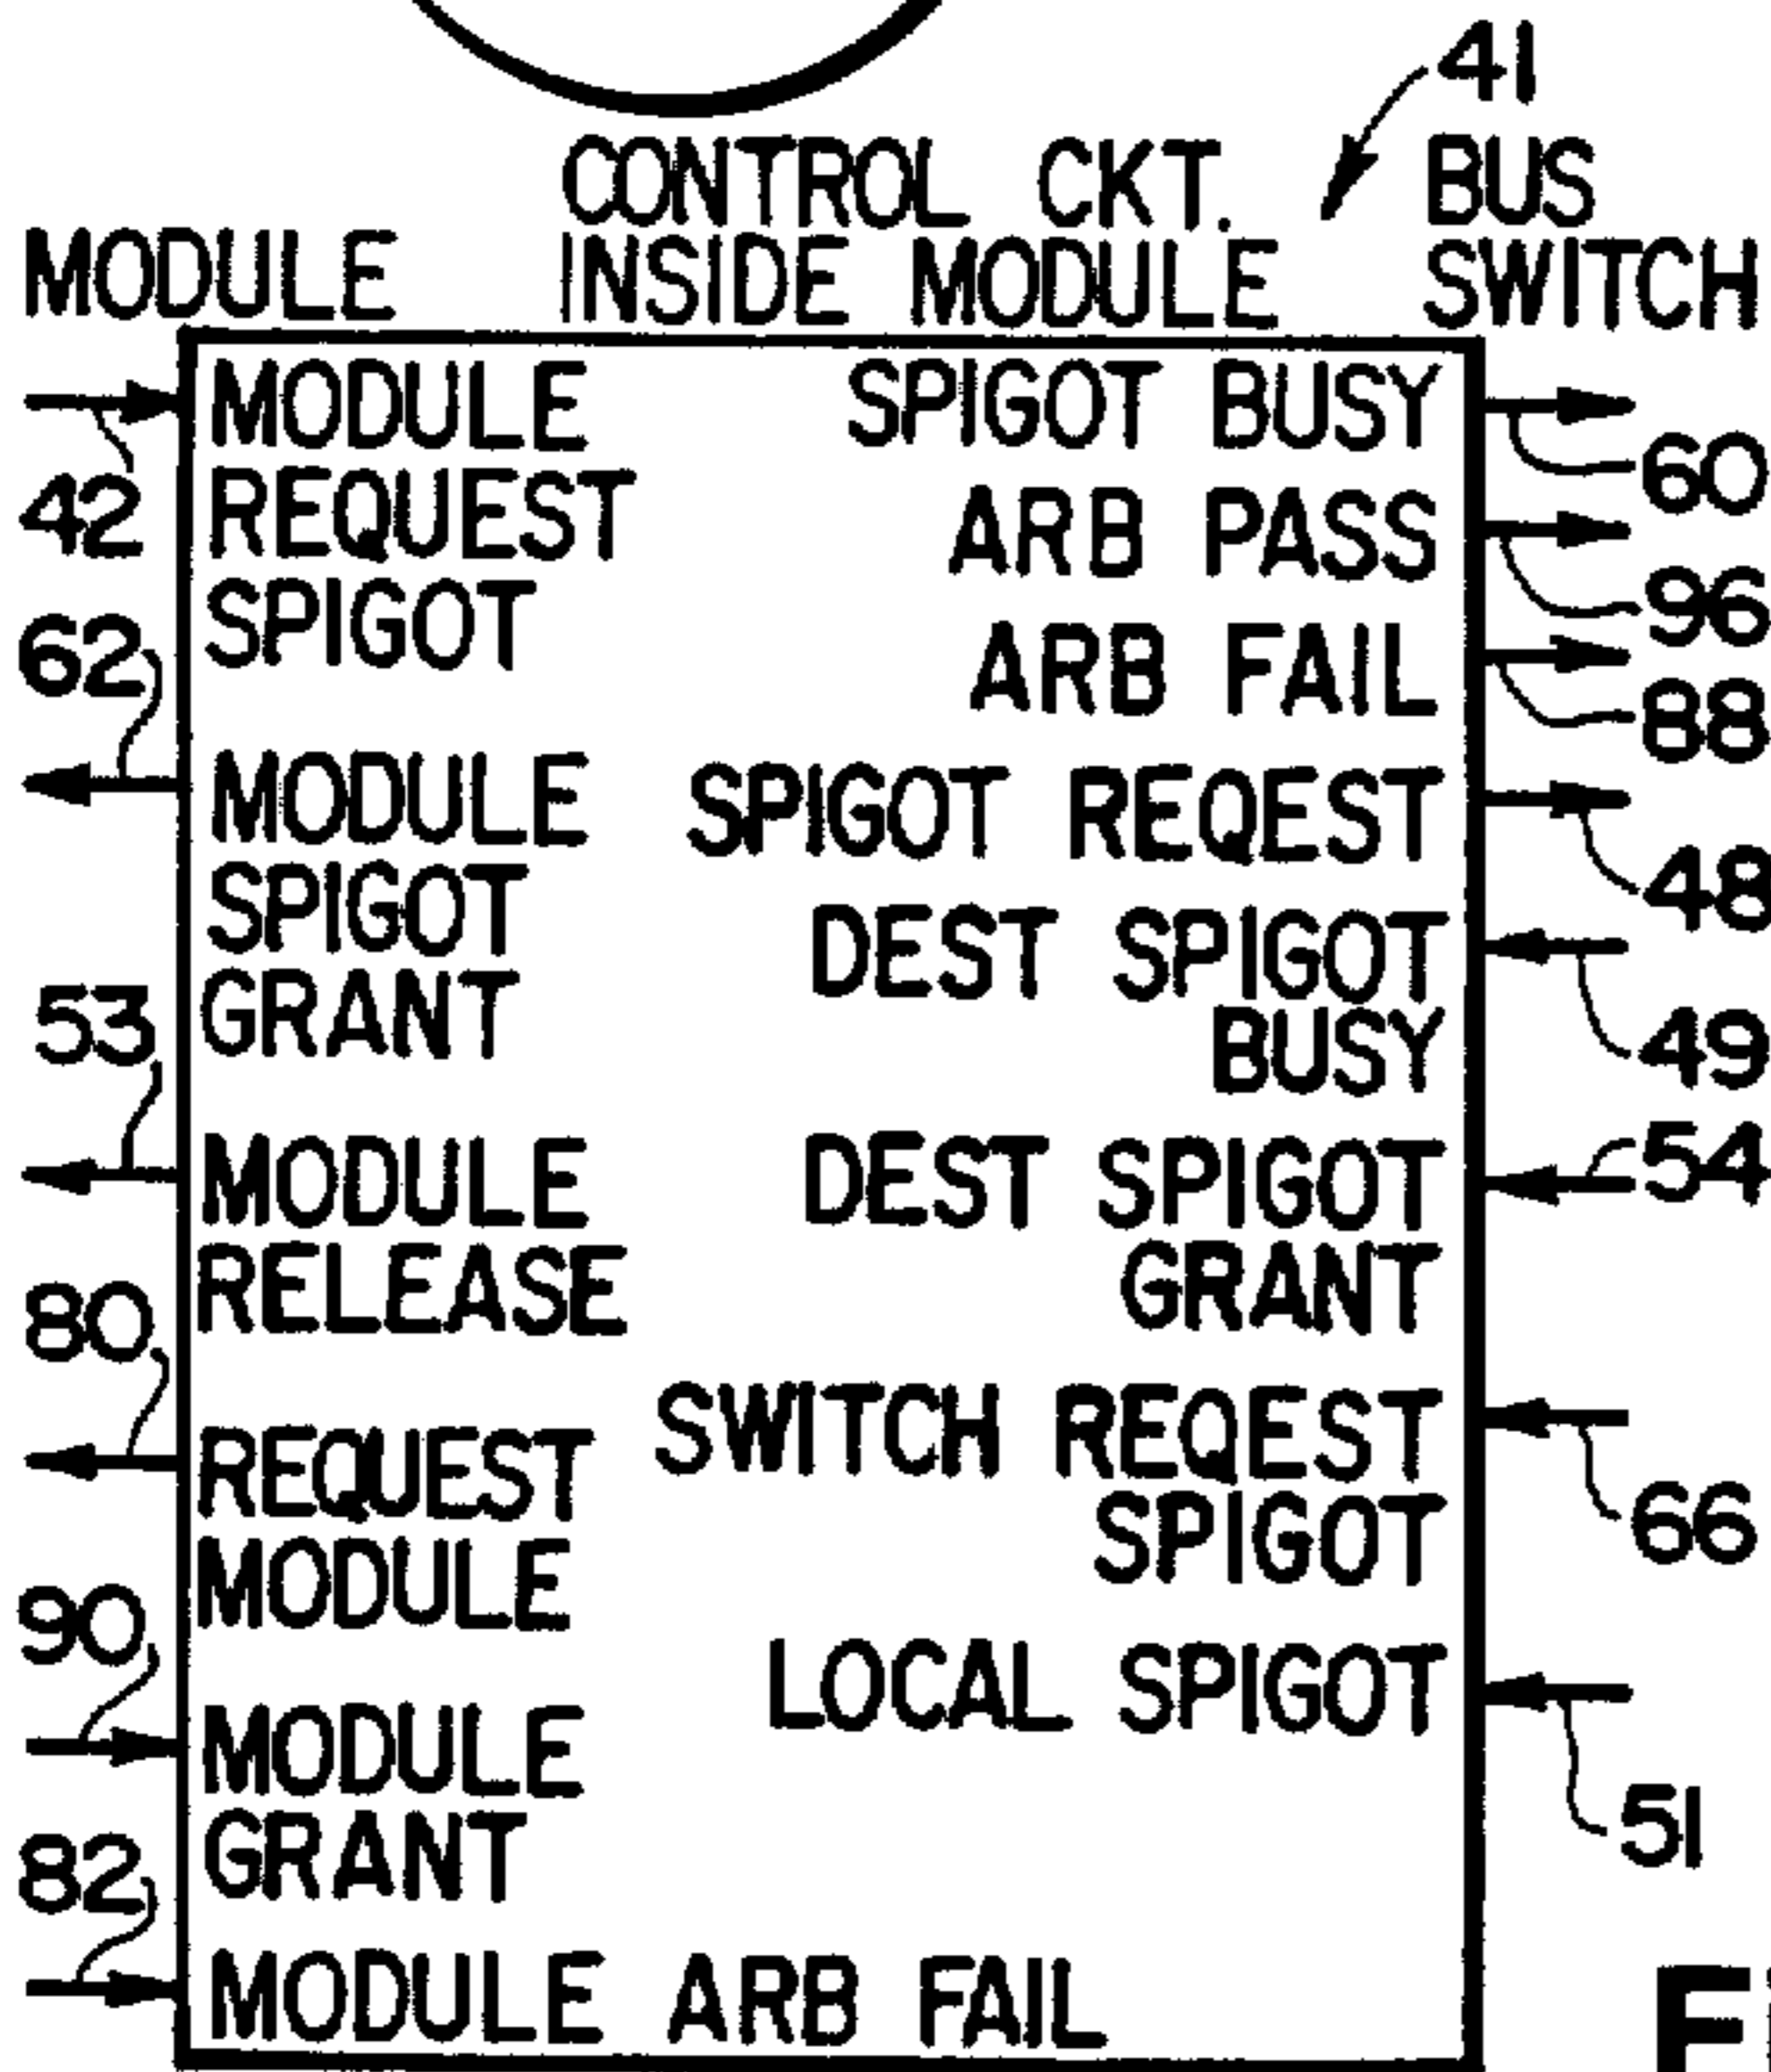 41
CONTROL CKT.
INSIDE MODULE
MODULE
BUS
SWITCH
MODULE
REQUEST
SPIGOT
42
62
MODULE
SPIGOT
GRANT
53
MODULE
RELEASE
80
REQUEST
MODULE
90
MODULE
GRANT
82
MODULE ARB FAIL
SPIGOT BUSY
60
ARB PASS
96
ARB FAIL
88
SPIGOT REQEST
48
DEST SPIGOT
BUSY
49
DEST SPIGOT
GRANT
54
SWITCH REQEST
SPIGOT
66
LOCAL SPIGOT
51